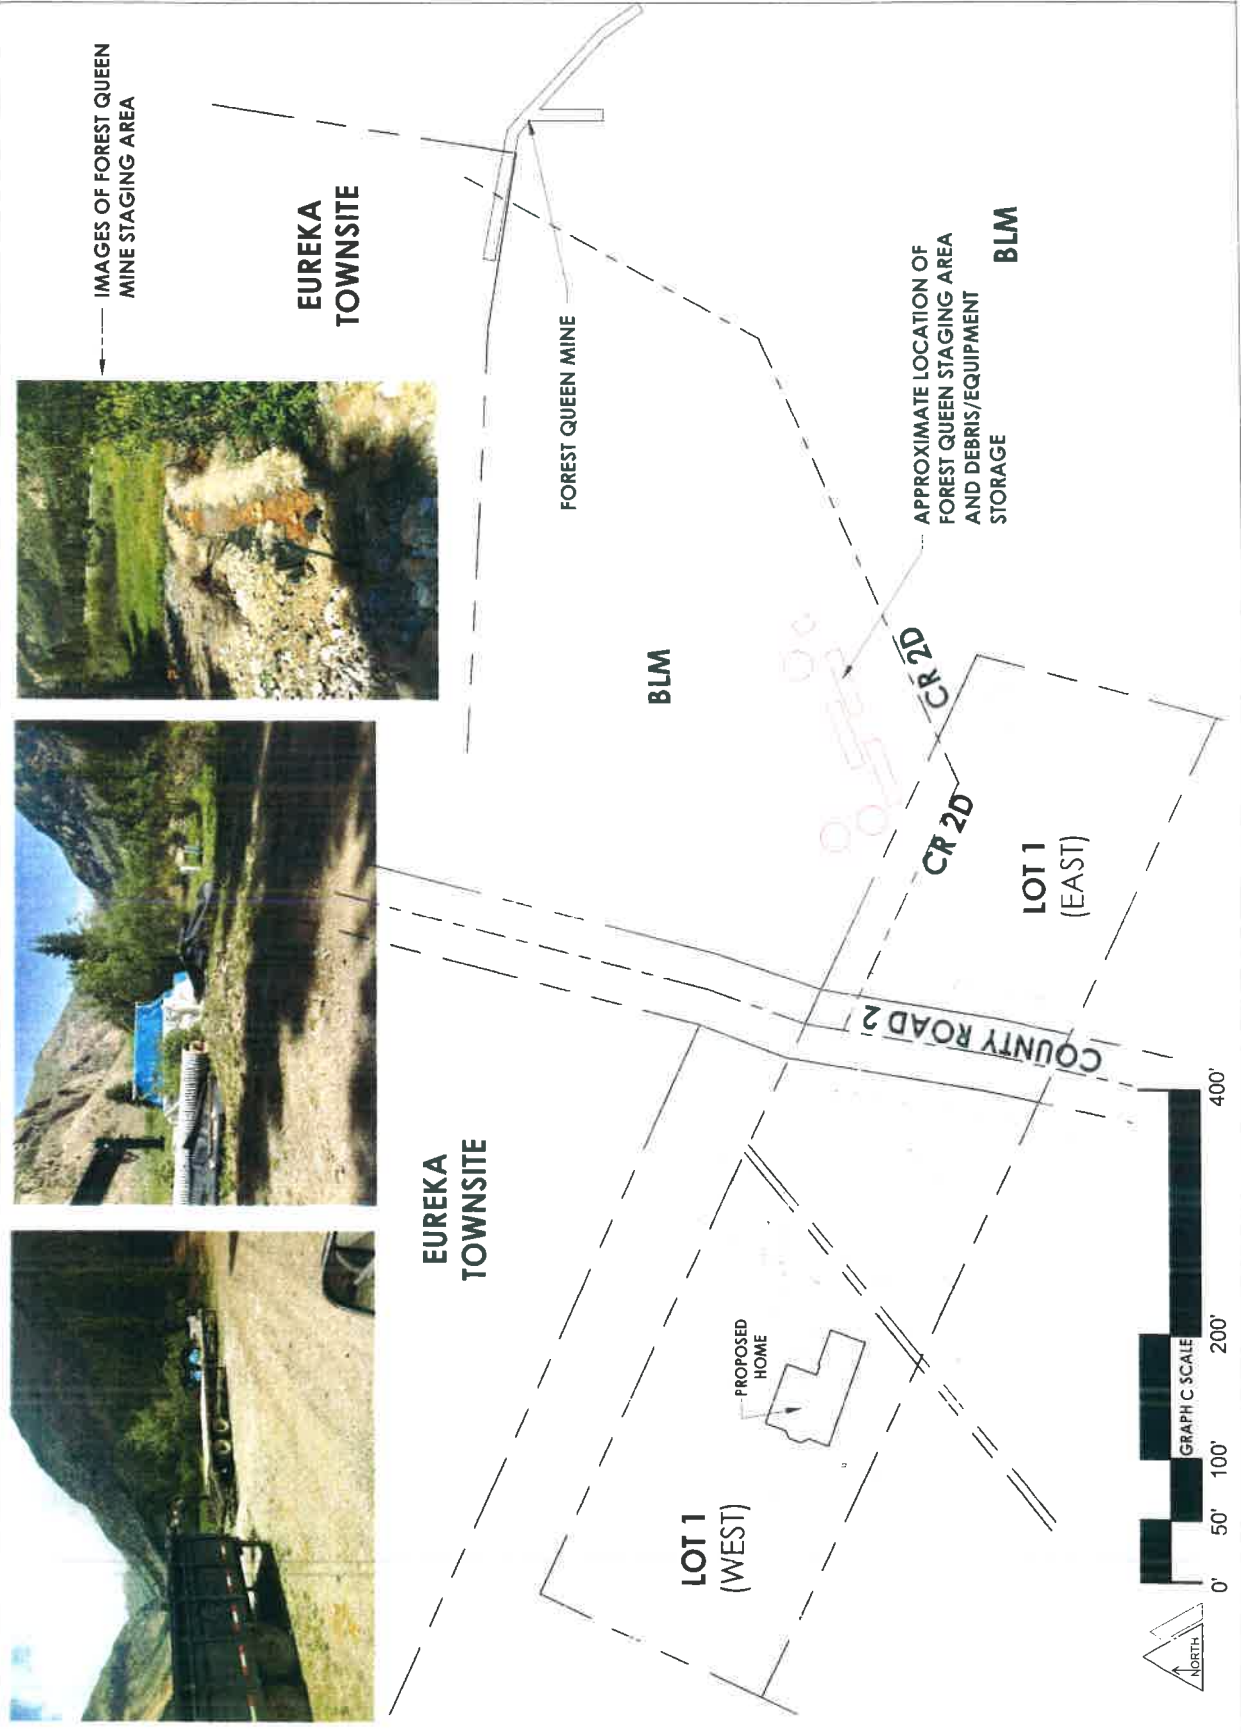 IMAGES OF FOREST QUEEN
MINE STAGING AREA
EUREKA
TOWNSITE
FOREST QUEEN MINE
BLM
APPROXIMATE LOCATION OF
FOREST QUEEN STAGING AREA
AND DEBRIS/EQUIPMENT
STORAGE
BLM
CR 2D
CR 2D
LOT 1
(EAST)
COUNTY ROAD 2
EUREKA
TOWNSITE
PROPOSED
HOME
LOT 1
(WEST)
NORTH
0' 50' 100' 200' 400'
GRAPH C SCALE